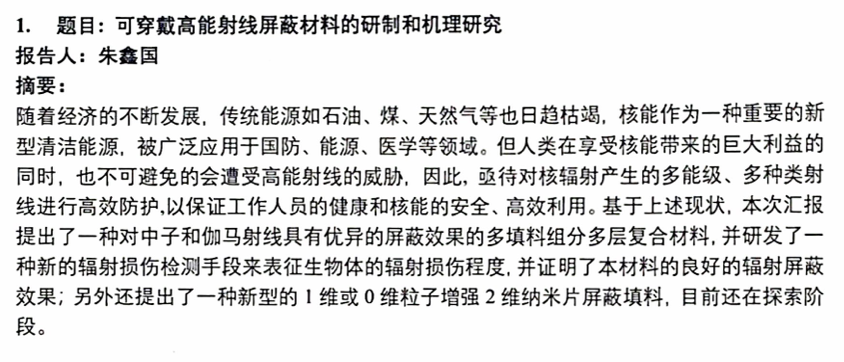 1. 题目：可穿戴高能射线屏蔽材料的研制和机理研究
报告人：朱鑫国
摘要：
随着经济的不断发展，传统能源如石油、煤、天然气等也日趋枯竭，核能作为一种重要的新
型清洁能源，被广泛应用于国防、能源、医学等领域。但人类在享受核能带来的巨大利益的
同时，也不可避免的会遭受高能射线的威胁，因此，亟待对核辐射产生的多能级、多种类射
线进行高效防护,以保证工作人员的健康和核能的安全、高效利用。基于上述现状，本次汇报
提出了一种对中子和伽马射线具有优异的屏蔽效果的多填料组分多层复合材料,并研发了一
种新的辐射损伤检测手段来表征生物体的辐射损伤程度,并证明了本材料的良好的辐射屏蔽
效果；另外还提出了一种新型的 1 维或 0 维粒子增强 2 维纳米片屏蔽填料，目前还在探索阶
段。